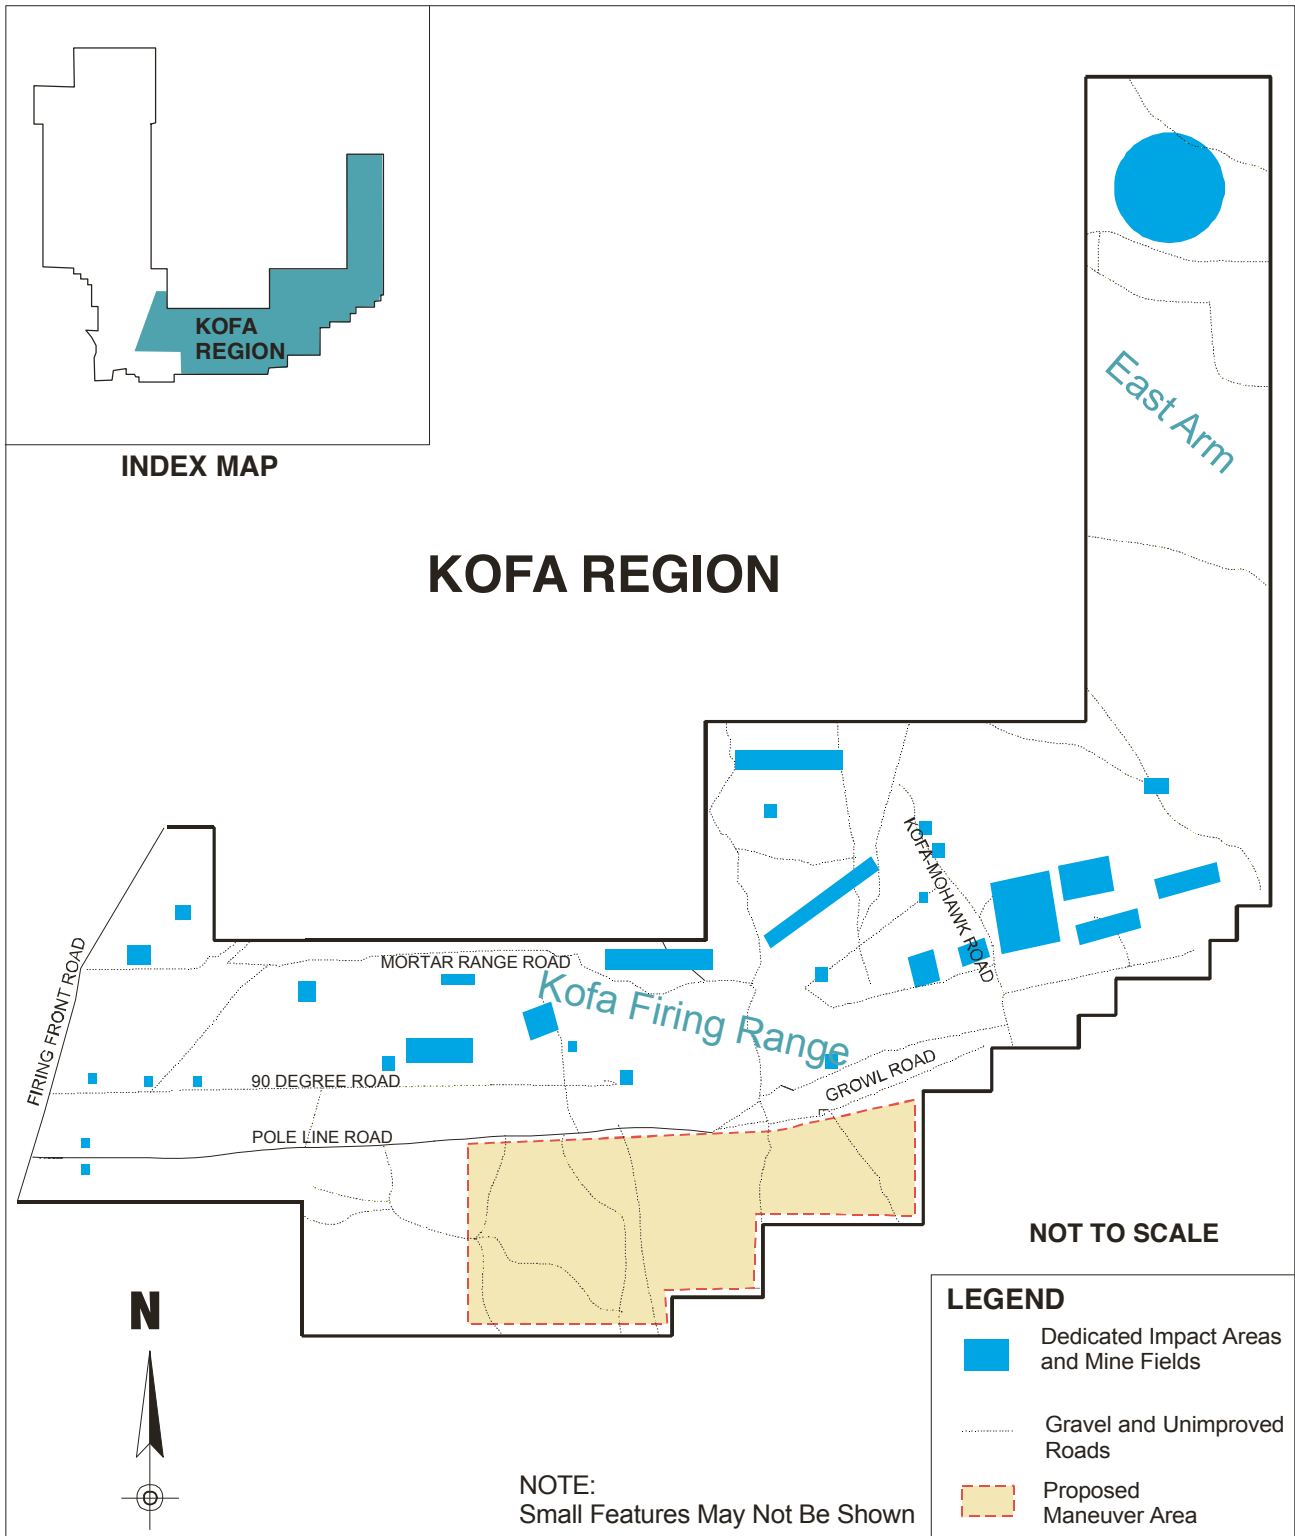 KOFA
REGION
INDEX MAP
KOFA REGION
East Arm
KOFA-MOHAWK ROAD
MORTAR RANGE ROAD
Kofa Firing Range
FIRING FRONT ROAD
90 DEGREE ROAD
GROWL ROAD
POLE LINE ROAD
NOT TO SCALE
N
LEGEND
Dedicated Impact Areas
and Mine Fields
Gravel and Unimproved
Roads
Proposed
Maneuver Area
NOTE:
Small Features May Not Be Shown